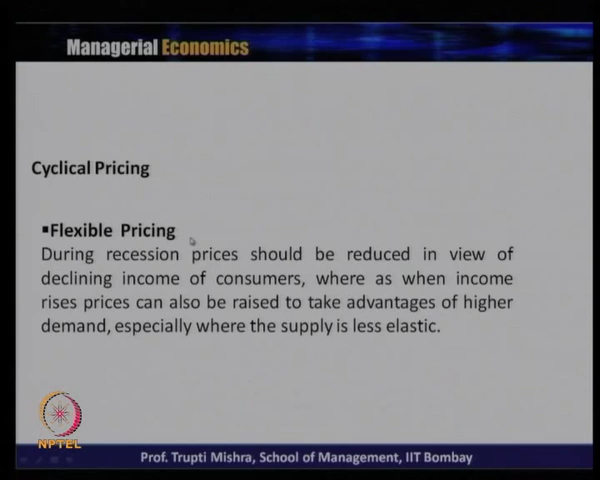 Managerial Economics
Cyclical Pricing
▪Flexible Pricing
During recession prices should be reduced in view of
declining income of consumers, where as when income
rises prices can also be raised to take advantages of higher
demand, especially where the supply is less elastic.
NPTEL
Prof. Trupti Mishra, School of Management, IIT Bombay